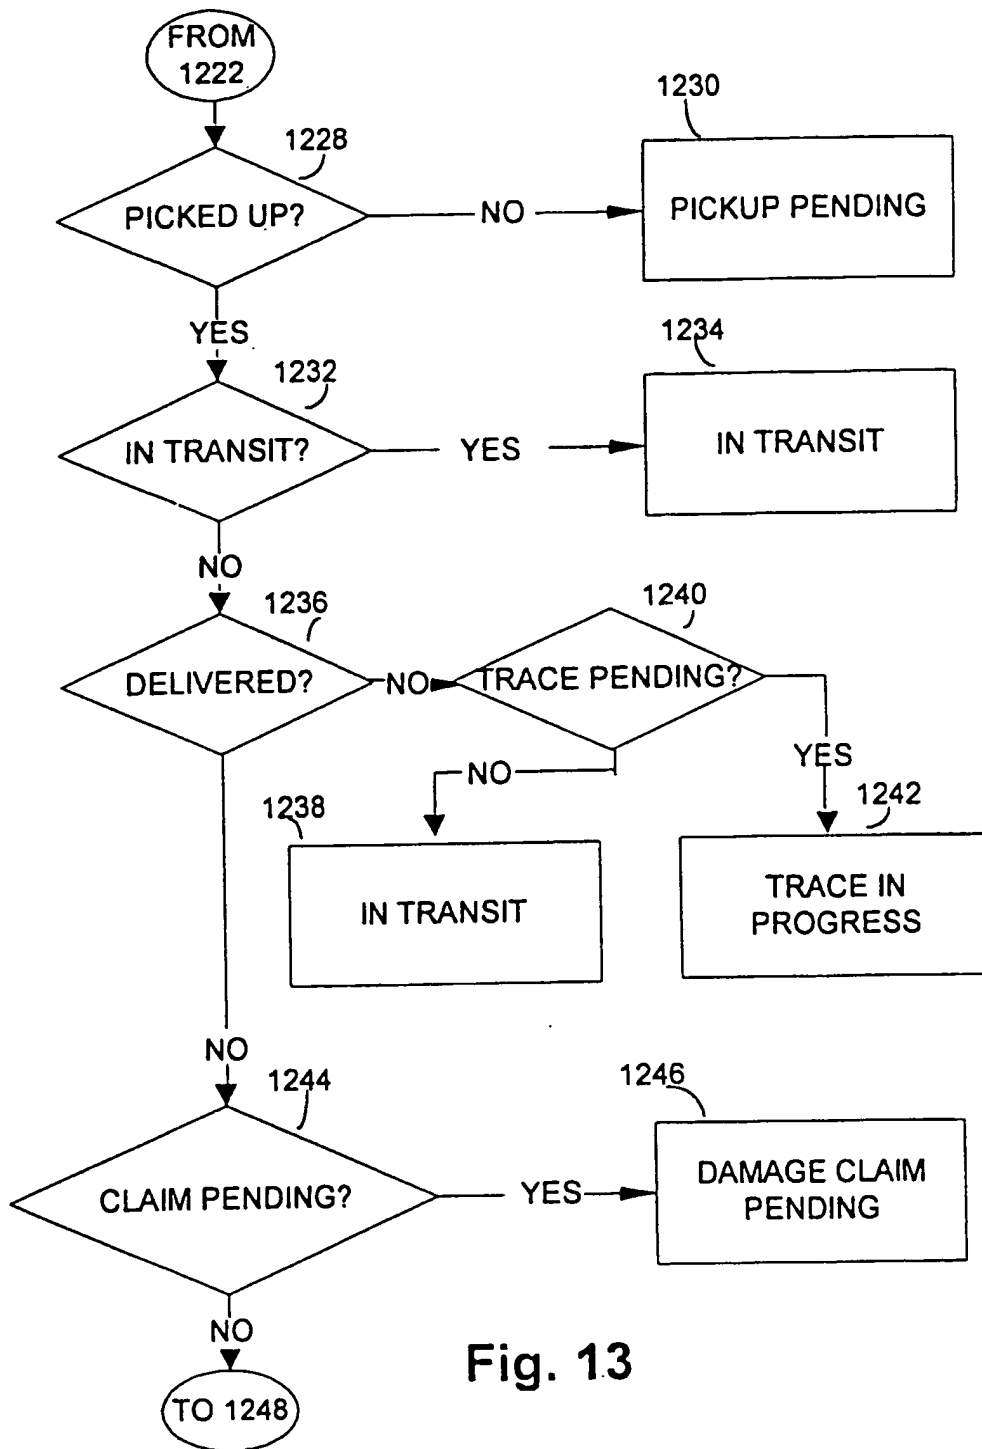 FROM
1222
1228
1230
PICKED UP?
NO
PICKUP PENDING
YES
1232
1234
IN TRANSIT?
YES
IN TRANSIT
NO
1236
1240
DELIVERED?
NO
TRACE PENDING?
NO
YES
1238
1242
IN TRANSIT
TRACE IN
PROGRESS
NO
1244
1246
CLAIM PENDING?
YES
DAMAGE CLAIM
PENDING
NO
TO 1248
Fig. 13